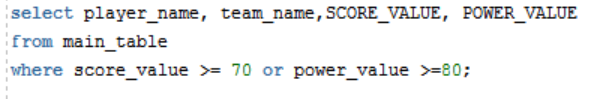 select player_name, team_name,SCORE_VALUE, POWER_VALUE
from main_table
where score_value >= 70 or power_value >=80;